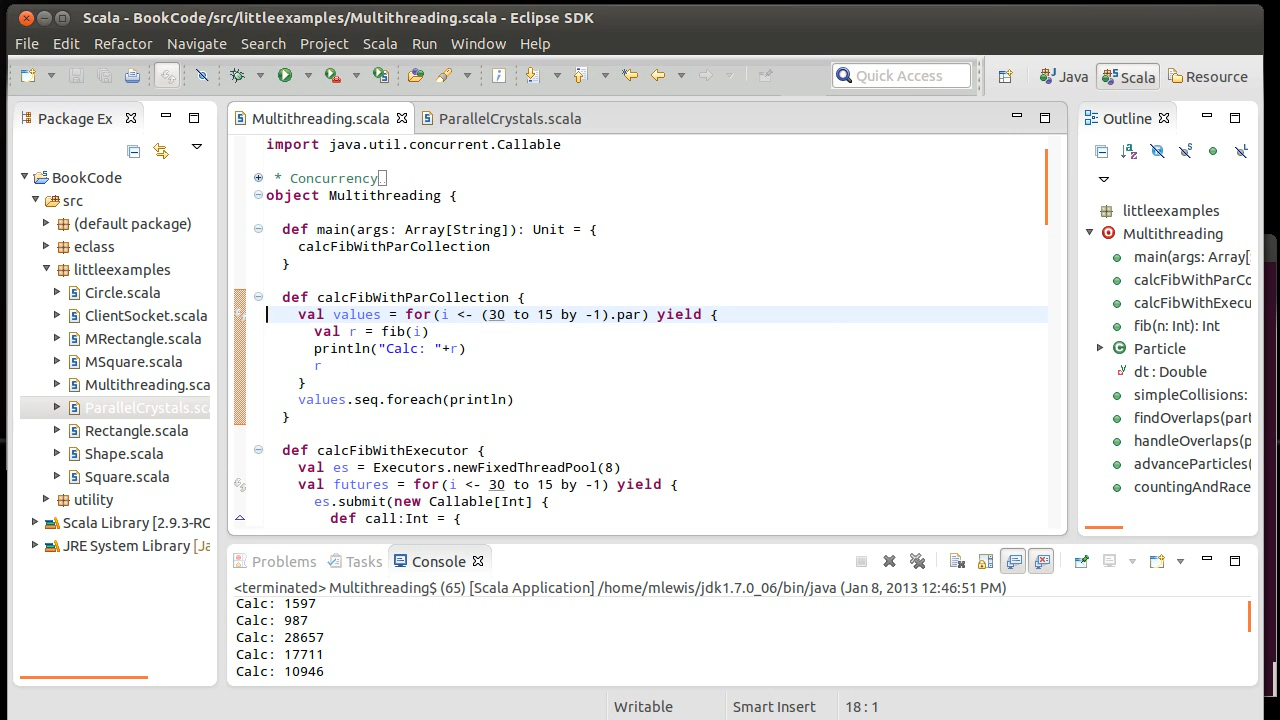 Scala - BookCode/src/littleexamples/Multithreading.scala - Eclipse SDK
File Edit Refactor Navigate Search Project Scala Run Window Help
Quick Access
Java
Scala
Resource
Package Ex
BookCode
src
(default package)
eclass
littleexamples
Circle.scala
ClientSocket.scala
MRectangle.scala
MSquare.scala
Multithreading.sca
ParallelCrystals.sca
Rectangle.scala
Shape.scala
Square.scala
utility
Scala Library [2.9.3-RC
JRE System Library [Ja
Multithreading.scala
ParallelCrystals.scala
import java.util.concurrent.Callable
* Concurrency
object Multithreading {
def main(args: Array[String]): Unit = {
calcFibWithParCollection
}
def calcFibWithParCollection {
val values = for(i <- (30 to 15 by -1).par) yield {
val r = fib(i)
println("Calc: "+r)
r
}
values.seq.foreach(println)
}
def calcFibWithExecutor {
val es = Executors.newFixedThreadPool(8)
val futures = for(i <- 30 to 15 by -1) yield {
es.submit(new Callable[Int] {
def call:Int = {
Outline
littleexamples
Multithreading
main(args: Array[
calcFibWithParCo
calcFibWithExecu
fib(n: Int): Int
Particle
dt : Double
simpleCollisions:
findOverlaps(part
handleOverlaps(p
advanceParticles(
countingAndRace
Problems
Tasks
Console
<terminated> Multithreading$ (65) [Scala Application] /home/mlewis/jdk1.7.0_06/bin/java (Jan 8, 2013 12:46:51 PM)
Calc: 1597
Calc: 987
Calc: 28657
Calc: 17711
Calc: 10946
Writable
Smart Insert
18 : 1